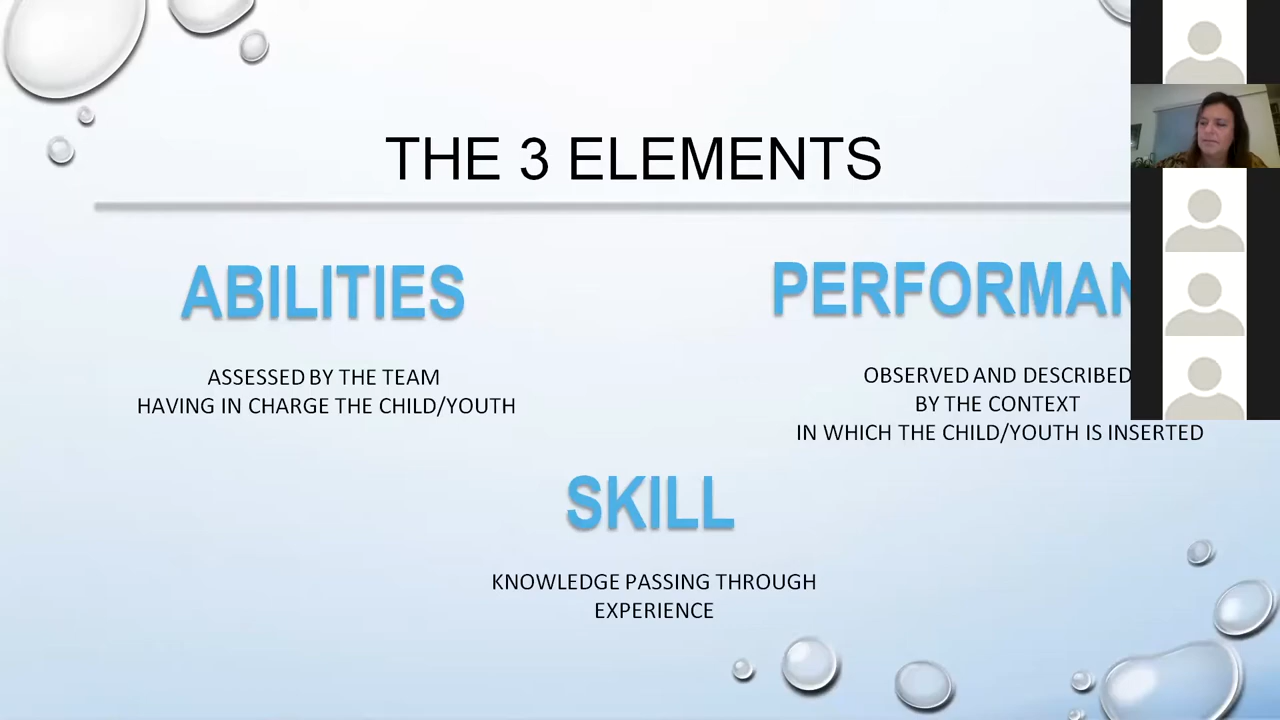 THE 3 ELEMENTS
ABILITIES
ASSESSED BY THE TEAM
HAVING IN CHARGE THE CHILD/YOUTH
PERFORMAN
OBSERVED AND DESCRIBED
BY THE CONTEXT
IN WHICH THE CHILD/YOUTH IS INSERTED
SKILL
KNOWLEDGE PASSING THROUGH
EXPERIENCE